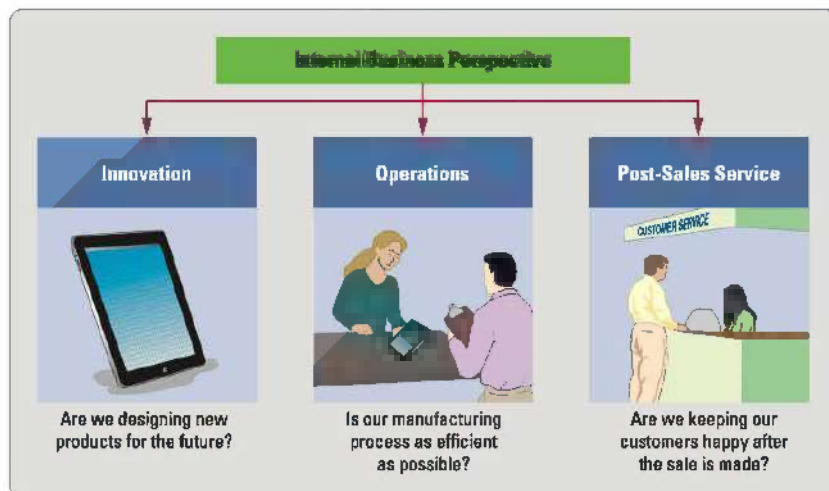 Internal Business Perspective
Innovation
Operations
Post-Sales Service
CUSTOMER SERVICE
Are we designing new
products for the future?
Is our manufacturing
process as efficient
as possible?
Are we keeping our
customers happy after
the sale is made?